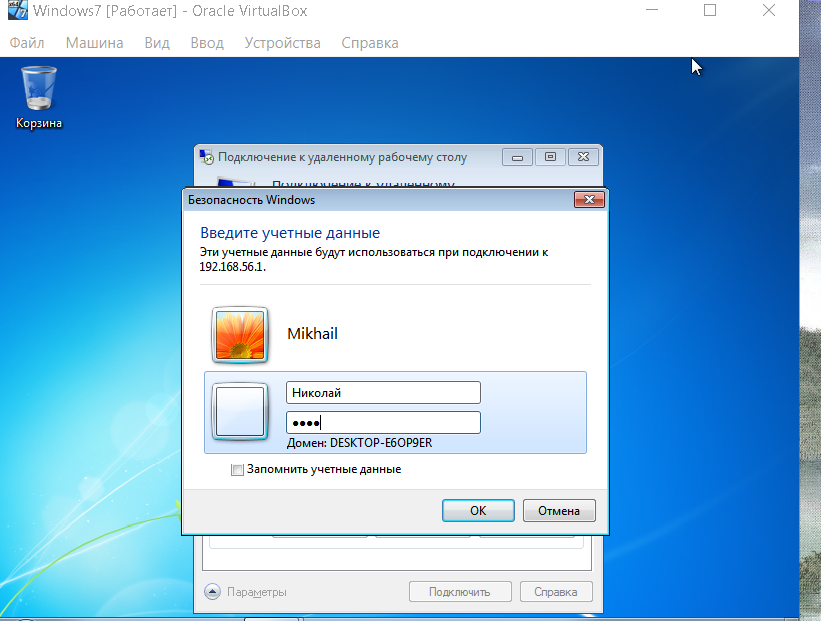 Windows7 [Работает] - Oracle VirtualBox
Файл Машина Вид Ввод Устройства Справка
Корзина
Подключение к удаленному рабочему столу
Подключение к удаленному
Безопасность Windows
Введите учетные данные
Эти учетные данные будут использоваться при подключении к
192.168.56.1.
Mikhail
Николай
●●●●
Домен: DESKTOP-E6OP9ER
Запомнить учетные данные
OK Отмена
Параметры Подключить Справка